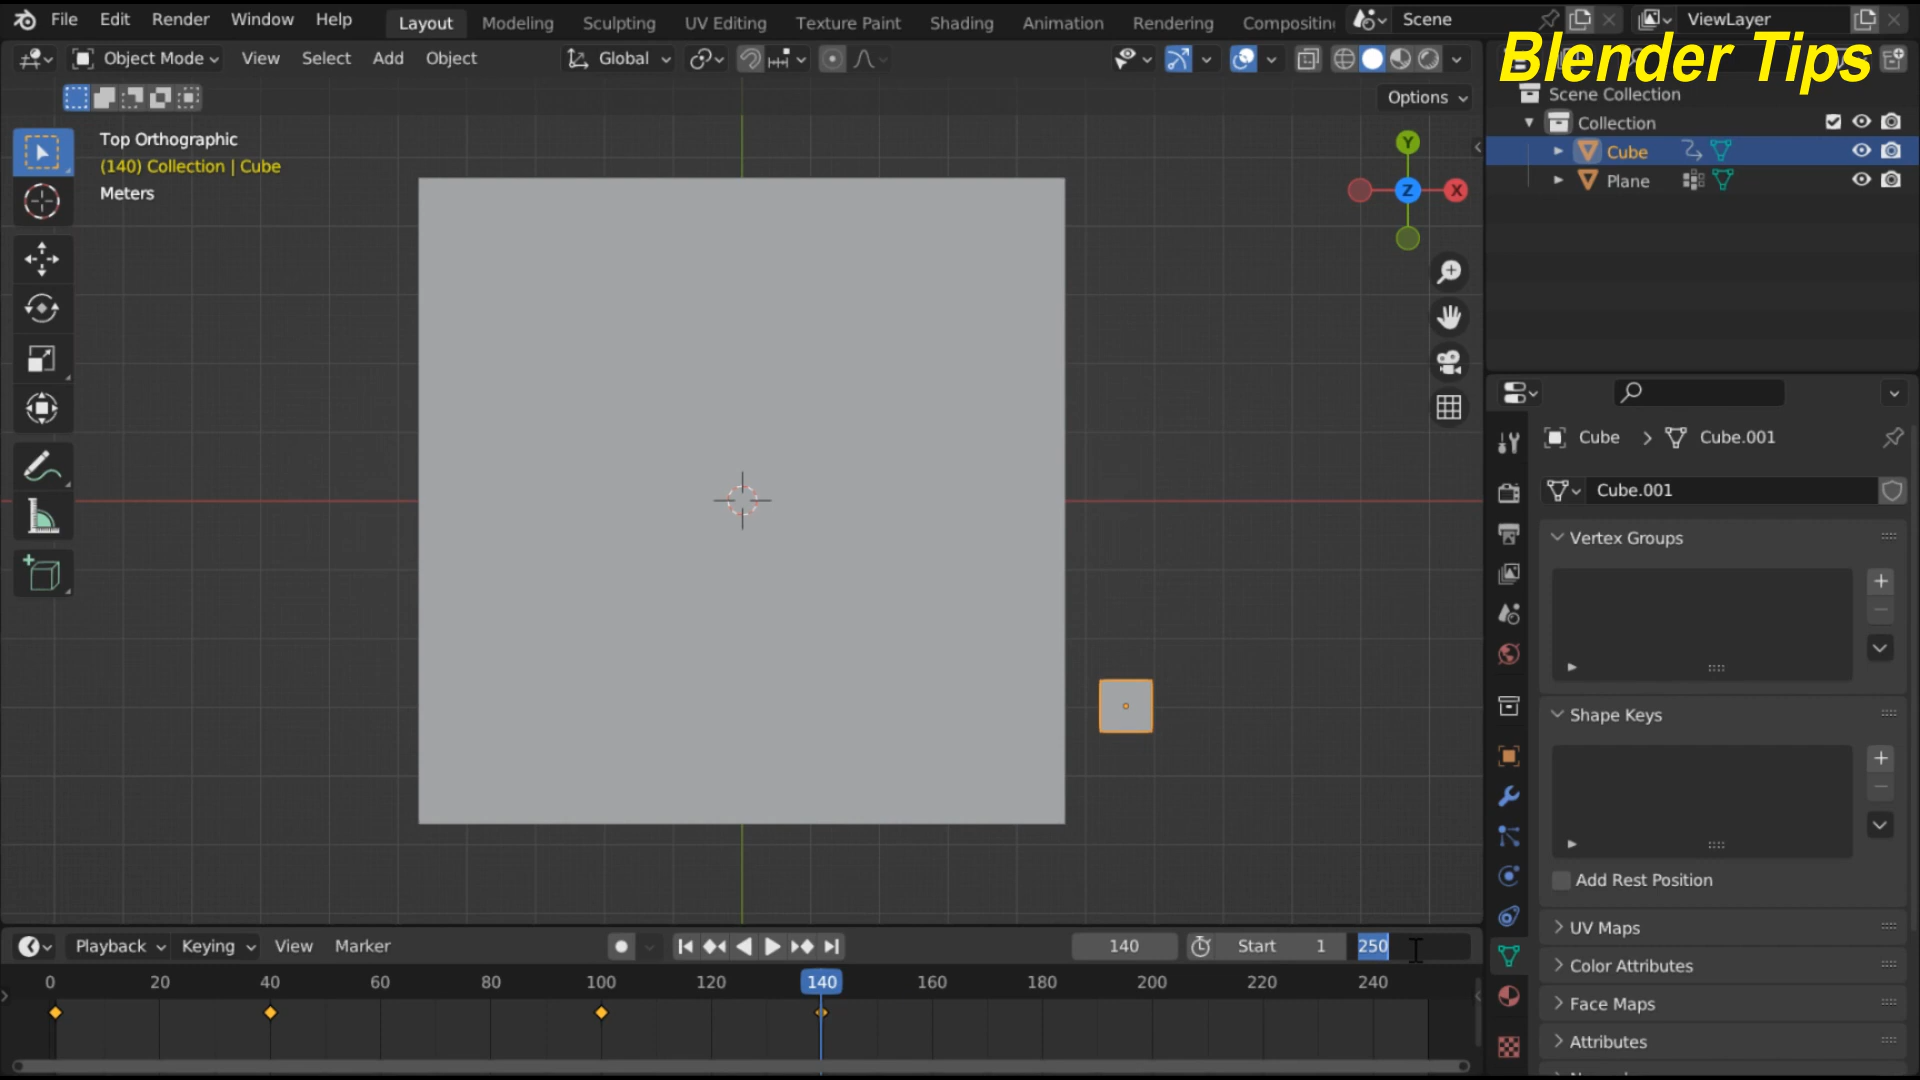 File Edit Render Window Help
Layout Modeling Sculpting UV Editing Texture Paint Shading Animation Rendering Compositin
Scene
ViewLayer
Object Mode View Select Add Object
Global
Blender Tips
Options
Scene Collection
Collection
Cube
Plane
Top Orthographic
(140) Collection | Cube
Meters
Y
Z
X
Cube Cube.001
Cube.001
Vertex Groups
Shape Keys
Add Rest Position
UV Maps
Color Attributes
Face Maps
Attributes
Playback Keying View Marker
140
Start 1
250
0 20 40 60 80 100 120 140 160 180 200 220 240